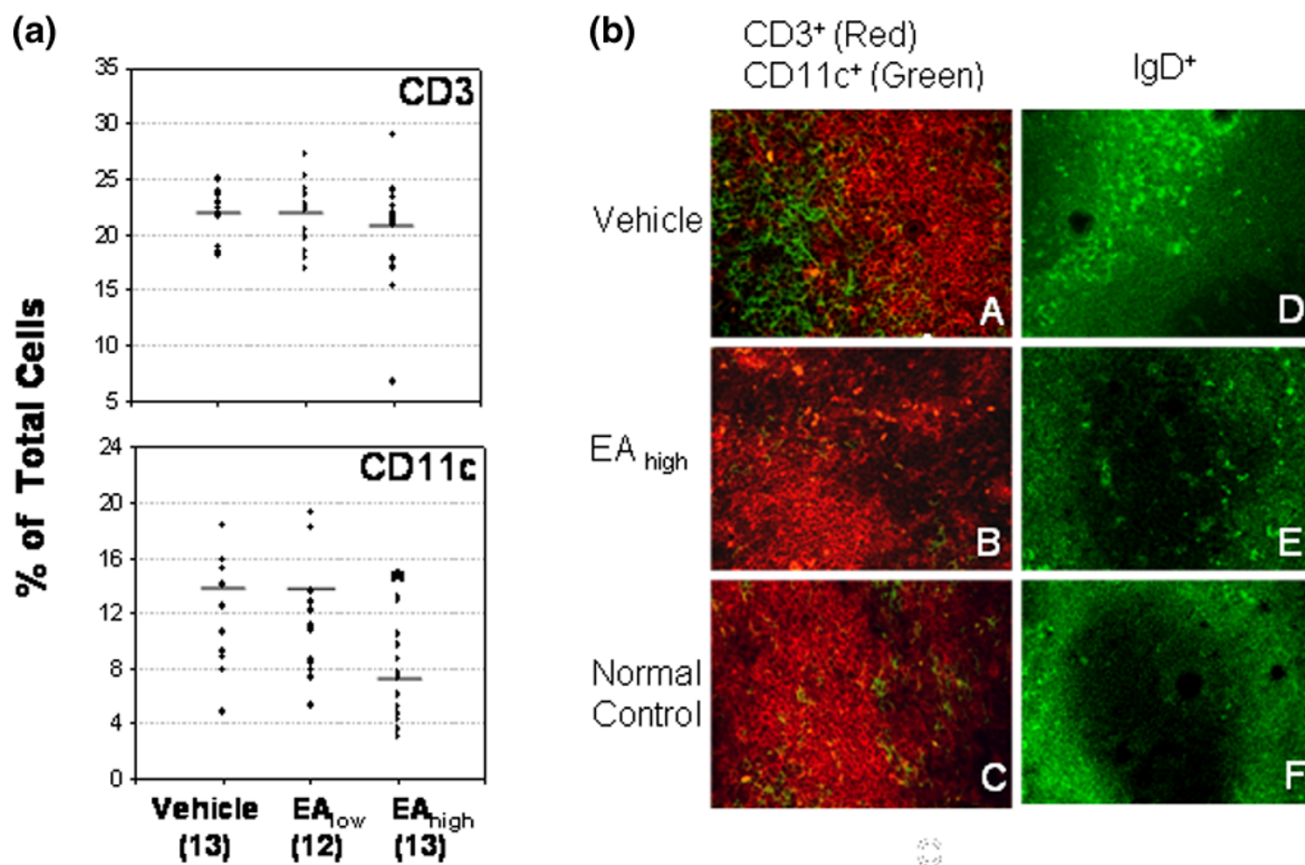 (a)
35
CD3
30
25
20
15
10
5
24
CD11c
20
16
12
8
4
0
% of Total Cells
*
Vehicle EAlow EAhigh
(13) (12) (13)
(b)
CD3+ (Red)
CD11c+ (Green)
IgD+
Vehicle
A
D
EA high
B
E
Normal
Control
C
F